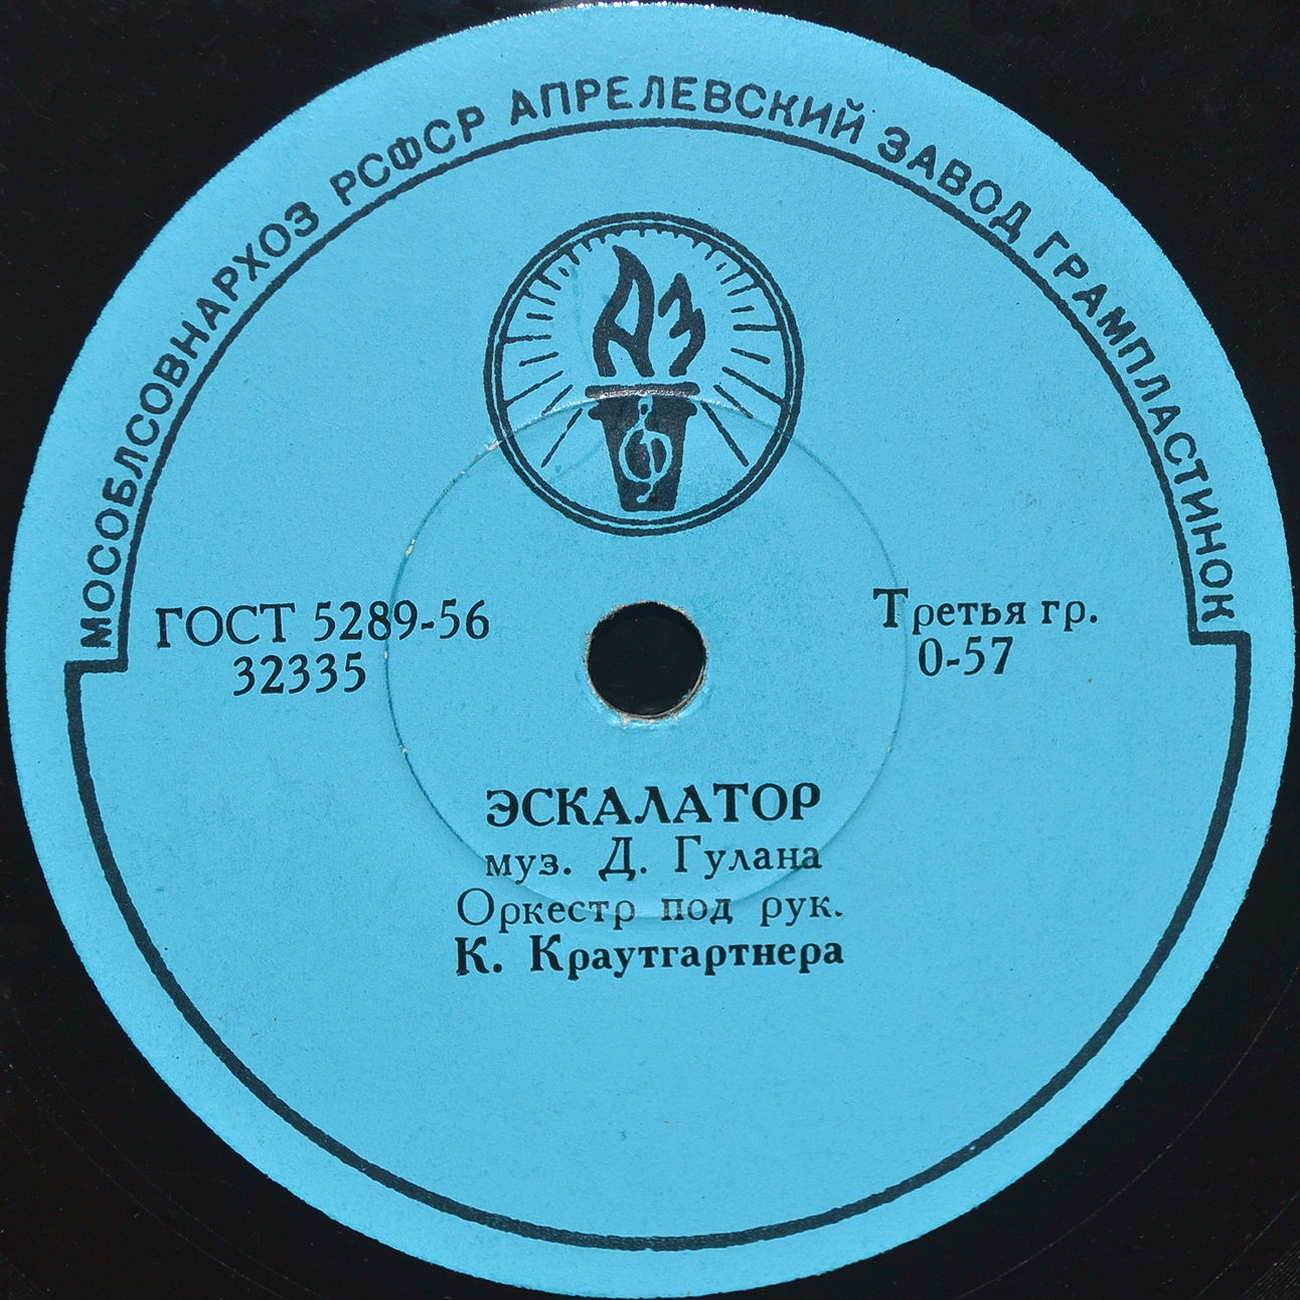 МОСОБЛСОВНАРХОЗ РСФСР АПРЕЛЕВСКИЙ ЗАВОД ГРАМПЛАСТИНОК
АЗ
ГОСТ 5289-56
32335
Третья гр.
0-57
ЭСКАЛАТОР
муз. Д. Гулана
Оркестр под рук.
К. Краутгартнера